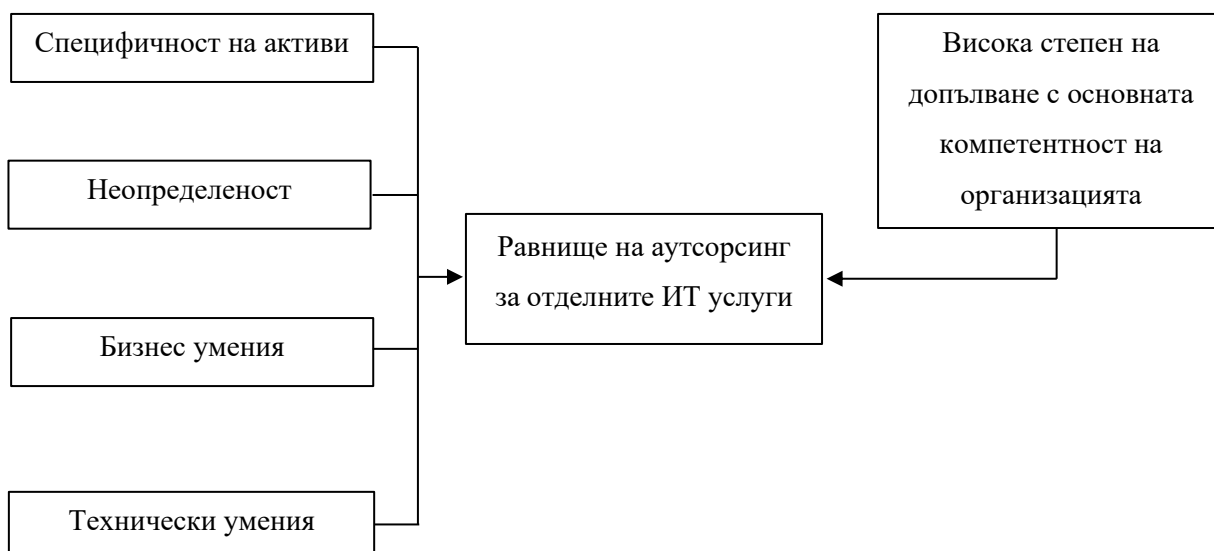 Специфичност на активи
Неопределеност
Бизнес умения
Технически умения
Равнище на аутсорсинг
за отделните ИТ услуги
Висока степен на
допълване с основната
компетентност на
организацията